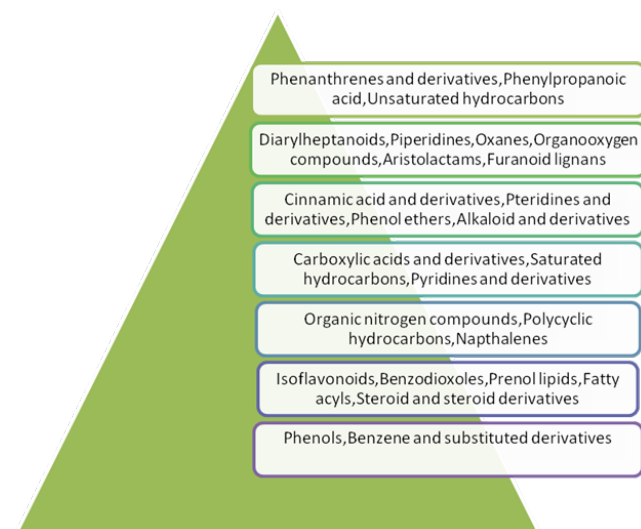 Phenanthrenes and derivatives,Phenylpropanoic
acid,Unsaturated hydrocarbons
Diarylheptanoids,Piperidines,Oxanes,Organooxygen
compounds,Aristolactams,Furanoid lignans
Cinnamic acid and derivatives,Pteridines and
derivatives,Phenol ethers,Alkaloid and derivatives
Carboxylic acids and derivatives,Saturated
hydrocarbons,Pyridines and derivatives
Organic nitrogen compounds,Polycyclic
hydrocarbons,Napthalenes
Isoflavonoids,Benzodioxoles,Prenol lipids,Fatty
acyls,Steroid and steroid derivatives
Phenols,Benzene and substituted derivatives